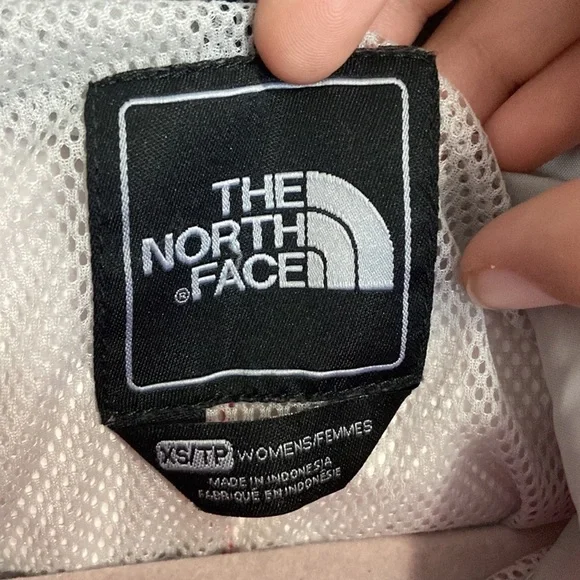 THE
NORTH
® FACE
XS/TP WOMENS/FEMMES
MADE IN INDONESIA
FABRIQUÉ EN INDONÉSIE